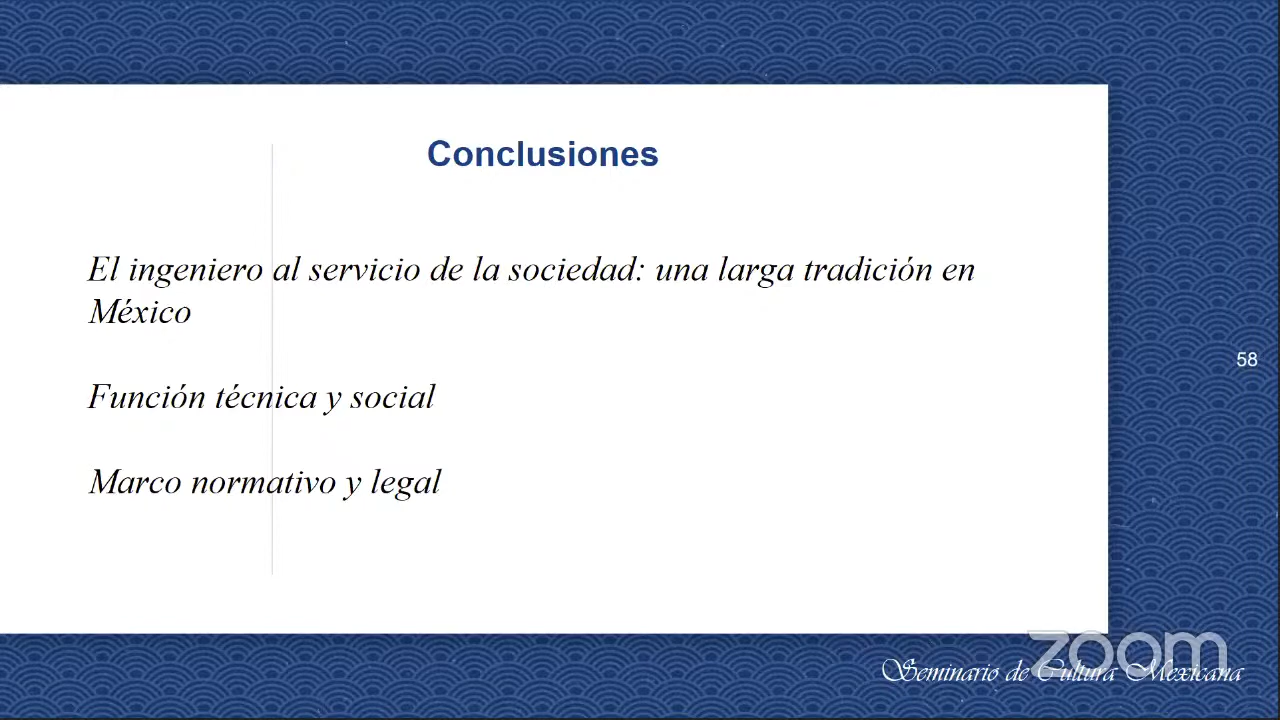 Conclusiones
El ingeniero al servicio de la sociedad: una larga tradición en
México
Función técnica y social
Marco normativo y legal
58
zoom
Seminario de Cultura Mexicana